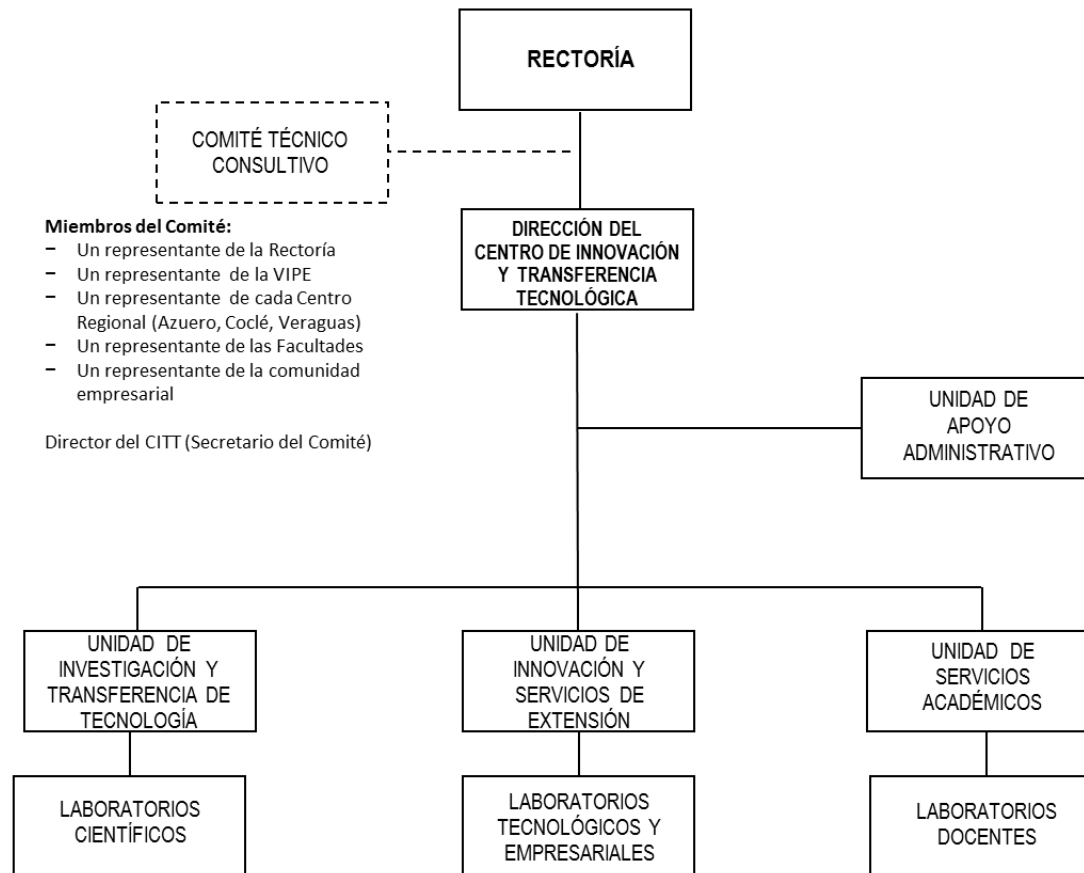 RECTORÍA
COMITÉ TÉCNICO
CONSULTIVO
Miembros del Comité:
− Un representante de la Rectoría
− Un representante de la VIPE
− Un representante de cada Centro
Regional (Azuero, Coclé, Veraguas)
− Un representante de las Facultades
− Un representante de la comunidad
empresarial
Director del CITT (Secretario del Comité)
DIRECCIÓN DEL
CENTRO DE INNOVACIÓN
Y TRANSFERENCIA
TECNOLÓGICA
UNIDAD DE
APOYO
ADMINISTRATIVO
UNIDAD DE
INVESTIGACIÓN Y
TRANSFERENCIA DE
TECNOLOGÍA
UNIDAD DE
INNOVACIÓN Y
SERVICIOS DE
EXTENSIÓN
UNIDAD DE
SERVICIOS
ACADÉMICOS
LABORATORIOS
CIENTÍFICOS
LABORATORIOS
TECNOLÓGICOS Y
EMPRESARIALES
LABORATORIOS
DOCENTES